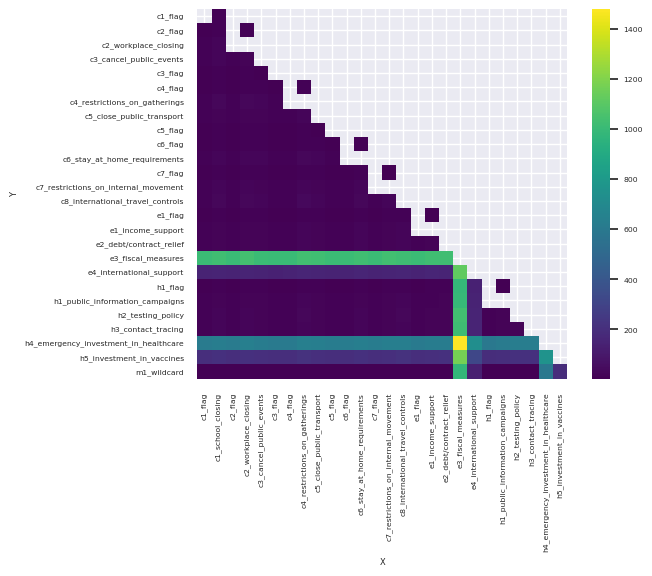 c1_flag
c2_flag
c2_workplace_closing
c3_cancel_public_events
c3_flag
c4_flag
c4_restrictions_on_gatherings
c5_close_public_transport
c5_flag
c6_flag
c6_stay_at_home_requirements
c7_flag
c7_restrictions_on_internal_movement
c8_international_travel_controls
e1_flag
e1_income_support
e2_debt/contract_relief
e3_fiscal_measures
e4_international_support
h1_flag
h1_public_information_campaigns
h2_testing_policy
h3_contact_tracing
h4_emergency_investment_in_healthcare
h5_investment_in_vaccines
m1_wildcard
Y
c1_flag
c1_school_closing
c2_flag
c2_workplace_closing
c3_cancel_public_events
c3_flag
c4_flag
c4_restrictions_on_gatherings
c5_close_public_transport
c5_flag
c6_flag
c6_stay_at_home_requirements
c7_flag
c7_restrictions_on_internal_movement
c8_international_travel_controls
e1_flag
e1_income_support
e2_debt/contract_relief
e3_fiscal_measures
e4_international_support
h1_flag
h1_public_information_campaigns
h2_testing_policy
h3_contact_tracing
h4_emergency_investment_in_healthcare
h5_investment_in_vaccines
X
1400
1200
1000
800
600
400
200